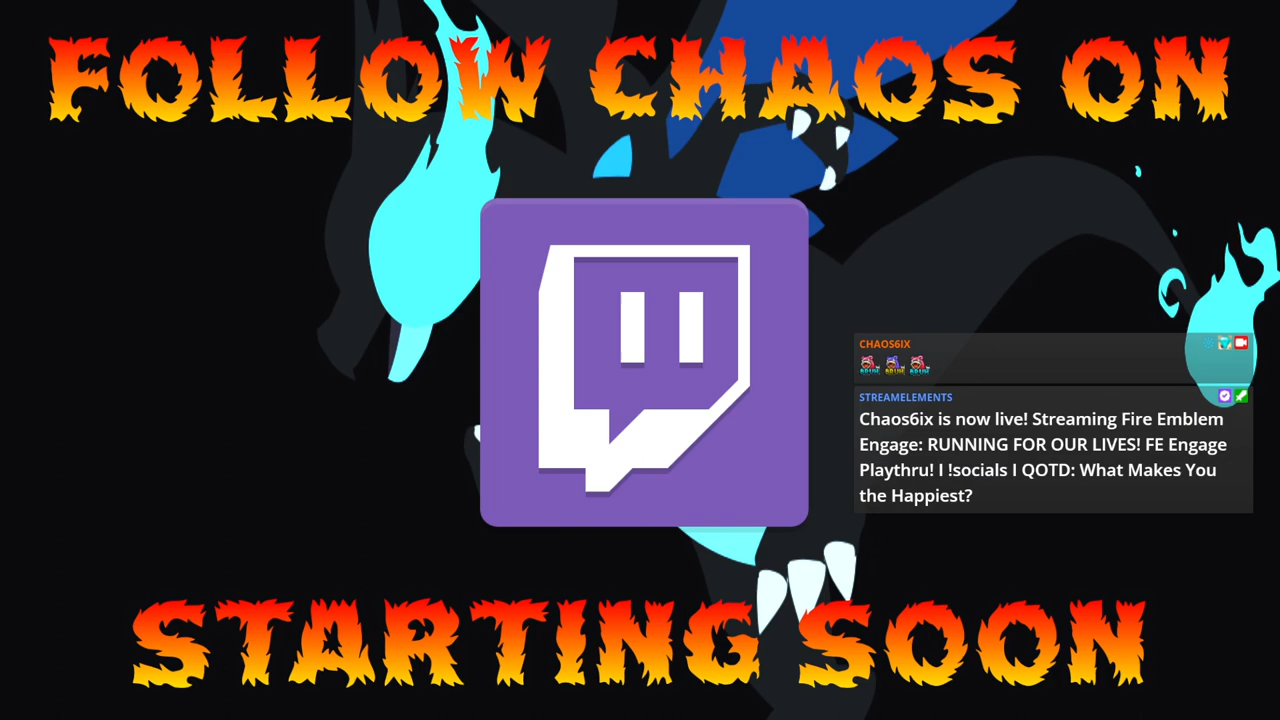 FOLLOW CHAOS ON
CHAOS6IX
STREAMELEMENTS
Chaos6ix is now live! Streaming Fire Emblem
Engage: RUNNING FOR OUR LIVES! FE Engage
Playthru! I !socials I QOTD: What Makes You
the Happiest?
STARTING SOON